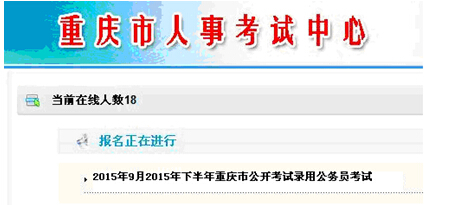 重庆市人事考试中心
当前在线人数18
报名正在进行
2015年9月2015年下半年重庆市公开考试录用公务员考试